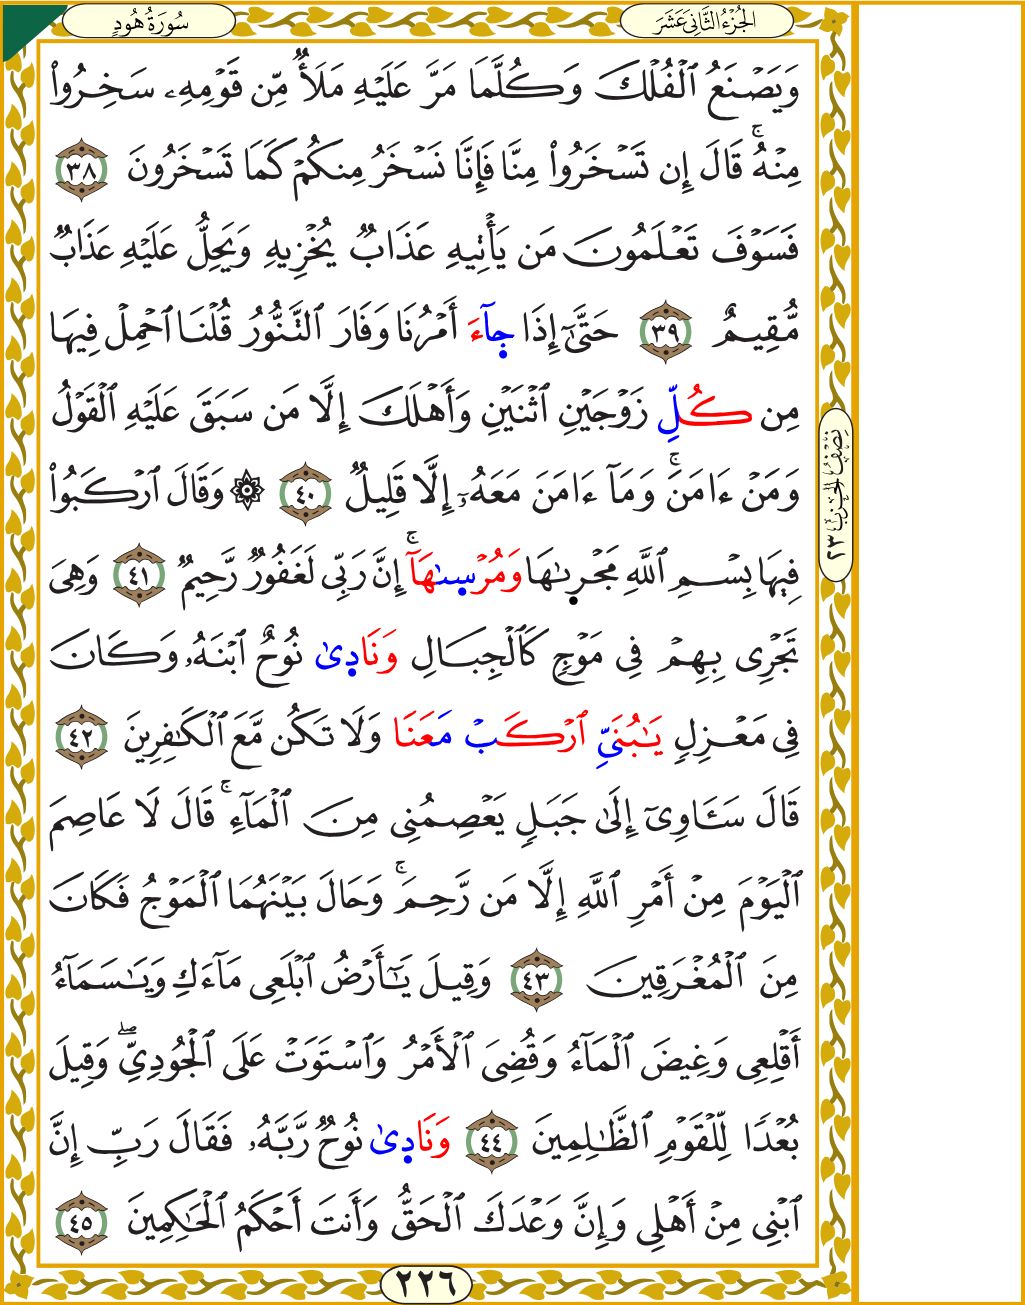 الجُزْءُ الثَّانِىَ عَشَرَ
سُورَةُ هُودٍ
وَيَصْنَعُ ٱلْفُلْكَ وَكُلَّمَا مَرَّ عَلَيْهِ مَلَأٌ مِّن قَوْمِهِۦ سَخِرُوا۟
مِنْهُ ۚ قَالَ إِن تَسْخَرُوا۟ مِنَّا فَإِنَّا نَسْخَرُ مِنكُمْ كَمَا تَسْخَرُونَ ٣٨
فَسَوْفَ تَعْلَمُونَ مَن يَأْتِيهِ عَذَابٌ يُخْزِيهِ وَيَحِلُّ عَلَيْهِ عَذَابٌ
مُّقِيمٌ ٣٩ حَتَّىٰٓ إِذَا جَآءَ أَمْرُنَا وَفَارَ ٱلتَّنُّورُ قُلْنَا ٱحْمِلْ فِيهَا
مِن كُلِّ زَوْجَيْنِ ٱثْنَيْنِ وَأَهْلَكَ إِلَّا مَن سَبَقَ عَلَيْهِ ٱلْقَوْلُ
وَمَنْ ءَامَنَ ۚ وَمَآ ءَامَنَ مَعَهُۥٓ إِلَّا قَلِيلٌ ٤٠ ۞ وَقَالَ ٱرْكَبُوا۟
فِيهَا بِسْمِ ٱللَّهِ مَجْر۪ىٰهَا وَمُرْسىٰهَآ ۚ إِنَّ رَبِّى لَغَفُورٌ رَّحِيمٌ ٤١ وَهِىَ
تَجْرِى بِهِمْ فِى مَوْجٍ كَٱلْجِبَالِ وَنَادىٰ نُوحٌ ٱبْنَهُۥ وَكَانَ
فِى مَعْزِلٍ يَٰبُنَىِّ ٱرْكَبْ مَعَنَا وَلَا تَكُن مَّعَ ٱلْكَٰفِرِينَ ٤٢
قَالَ سَـَٔاوِىٓ إِلَىٰ جَبَلٍ يَعْصِمُنِى مِنَ ٱلْمَآءِ ۚ قَالَ لَا عَاصِمَ
ٱلْيَوْمَ مِنْ أَمْرِ ٱللَّهِ إِلَّا مَن رَّحِمَ ۚ وَحَالَ بَيْنَهُمَا ٱلْمَوْجُ فَكَانَ
مِنَ ٱلْمُغْرَقِينَ ٤٣ وَقِيلَ يَٰٓأَرْضُ ٱبْلَعِى مَآءَكِ وَيَٰسَمَآءُ
أَقْلِعِى وَغِيضَ ٱلْمَآءُ وَقُضِىَ ٱلْأَمْرُ وَٱسْتَوَتْ عَلَى ٱلْجُودِىِّ ۖ وَقِيلَ
بُعْدًا لِّلْقَوْمِ ٱلظَّٰلِمِينَ ٤٤ وَنَادىٰ نُوحٌ رَّبَّهُۥ فَقَالَ رَبِّ إِنَّ
ٱبْنِى مِنْ أَهْلِى وَإِنَّ وَعْدَكَ ٱلْحَقُّ وَأَنتَ أَحْكَمُ ٱلْحَٰكِمِينَ ٤٥
نِصْفُ الحِزْبِ ٢٣
٢٢٦